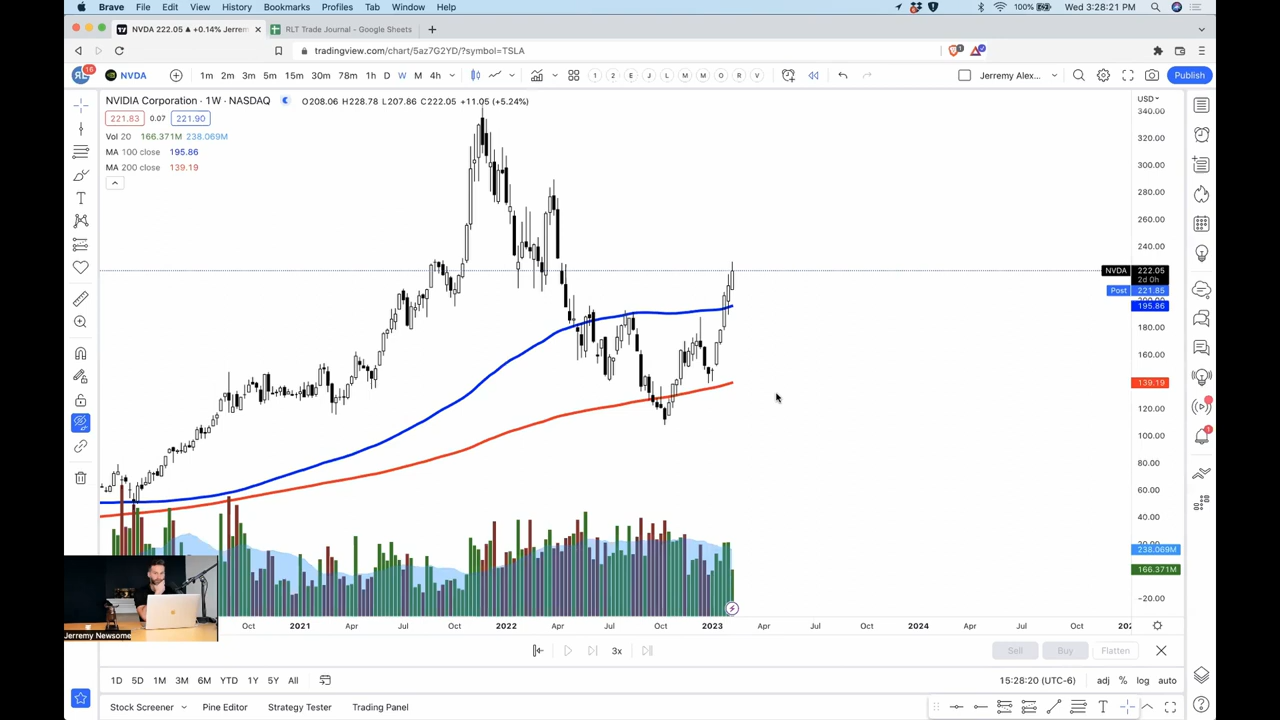 Brave File Edit View History Bookmarks Profiles Tab Window Help 100% Wed 3:28:21 PM
NVDA 222.05 ▲ +0.14% Jerrem × RLT Trade Journal - Google Sheets × +
tradingview.com/chart/5az7G2YD/?symbol=TSLA
16 NVDA 1m 2m 3m 5m 15m 30m 78m 1h D W M 4h 1 2 E J L M M O R V Jeremy Alex... Publish
NVIDIA Corporation · 1W · NASDAQ O208.06 H228.78 L207.86 C222.05 +11.05 (+5.24%)
USD
221.83 0.07 221.90
Vol 20 166.371M 238.069M
MA 100 close 195.86
MA 200 close 139.19
340.00
320.00
300.00
280.00
260.00
240.00
NVDA 222.05
2d 0h
Post 221.85
195.86
180.00
160.00
139.19
120.00
100.00
80.00
60.00
40.00
238.069M
166.371M
−20.00
Jerremy Newsome
Oct 2021 Apr Jul Oct 2022 Apr Jul Oct 2023 Apr Jul Oct 2024 Apr Jul Oct 202
3x Sell Buy Flatten
1D 5D 1M 3M 6M YTD 1Y 5Y All 15:28:20 (UTC-6) adj % log auto
Stock Screener Pine Editor Strategy Tester Trading Panel